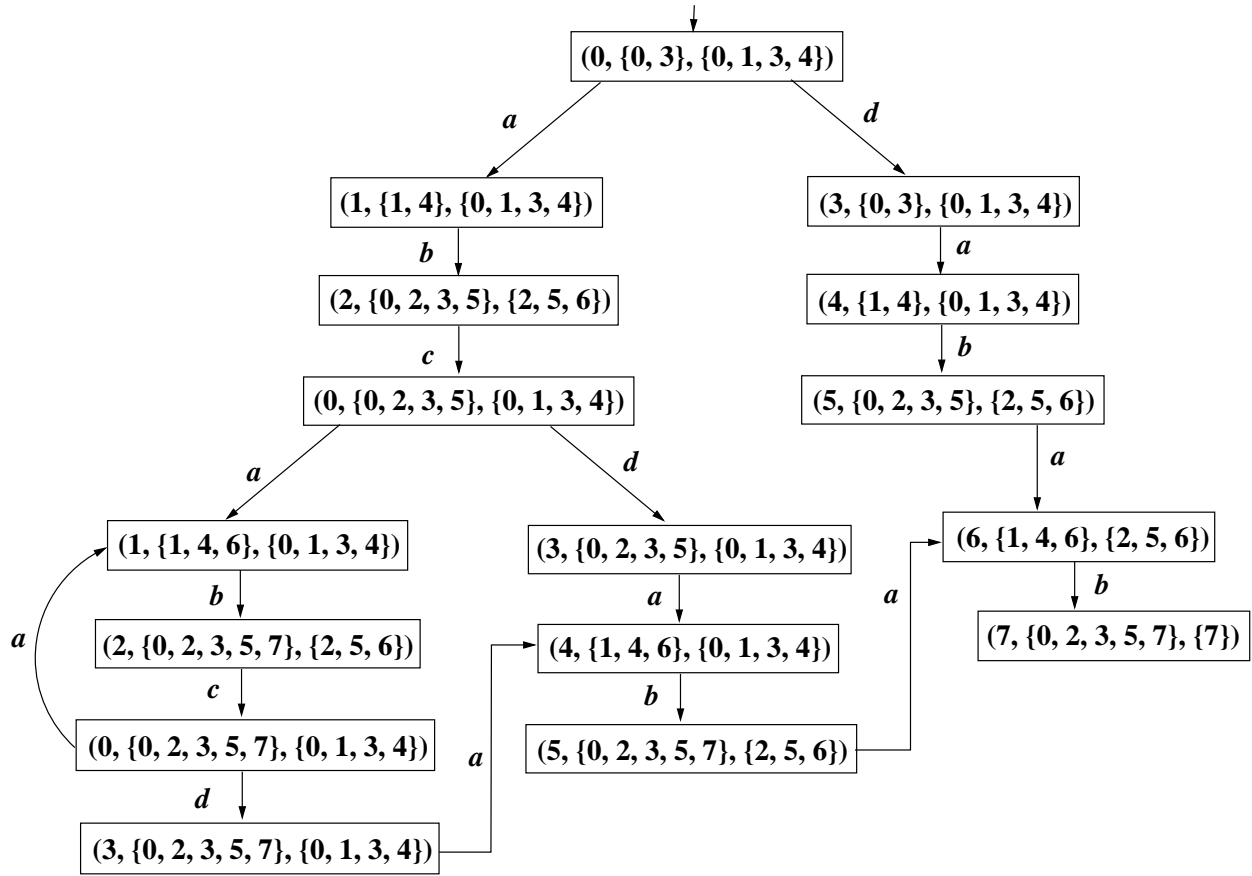 (0, {0, 3}, {0, 1, 3, 4})
a
d
(1, {1, 4}, {0, 1, 3, 4})
(3, {0, 3}, {0, 1, 3, 4})
b
a
(2, {0, 2, 3, 5}, {2, 5, 6})
(4, {1, 4}, {0, 1, 3, 4})
c
b
(0, {0, 2, 3, 5}, {0, 1, 3, 4})
(5, {0, 2, 3, 5}, {2, 5, 6})
a
d
a
(1, {1, 4, 6}, {0, 1, 3, 4})
(3, {0, 2, 3, 5}, {0, 1, 3, 4})
(6, {1, 4, 6}, {2, 5, 6})
b
a
a
b
a
(2, {0, 2, 3, 5, 7}, {2, 5, 6})
(4, {1, 4, 6}, {0, 1, 3, 4})
(7, {0, 2, 3, 5, 7}, {7})
c
b
(0, {0, 2, 3, 5, 7}, {0, 1, 3, 4})
a
(5, {0, 2, 3, 5, 7}, {2, 5, 6})
d
(3, {0, 2, 3, 5, 7}, {0, 1, 3, 4})